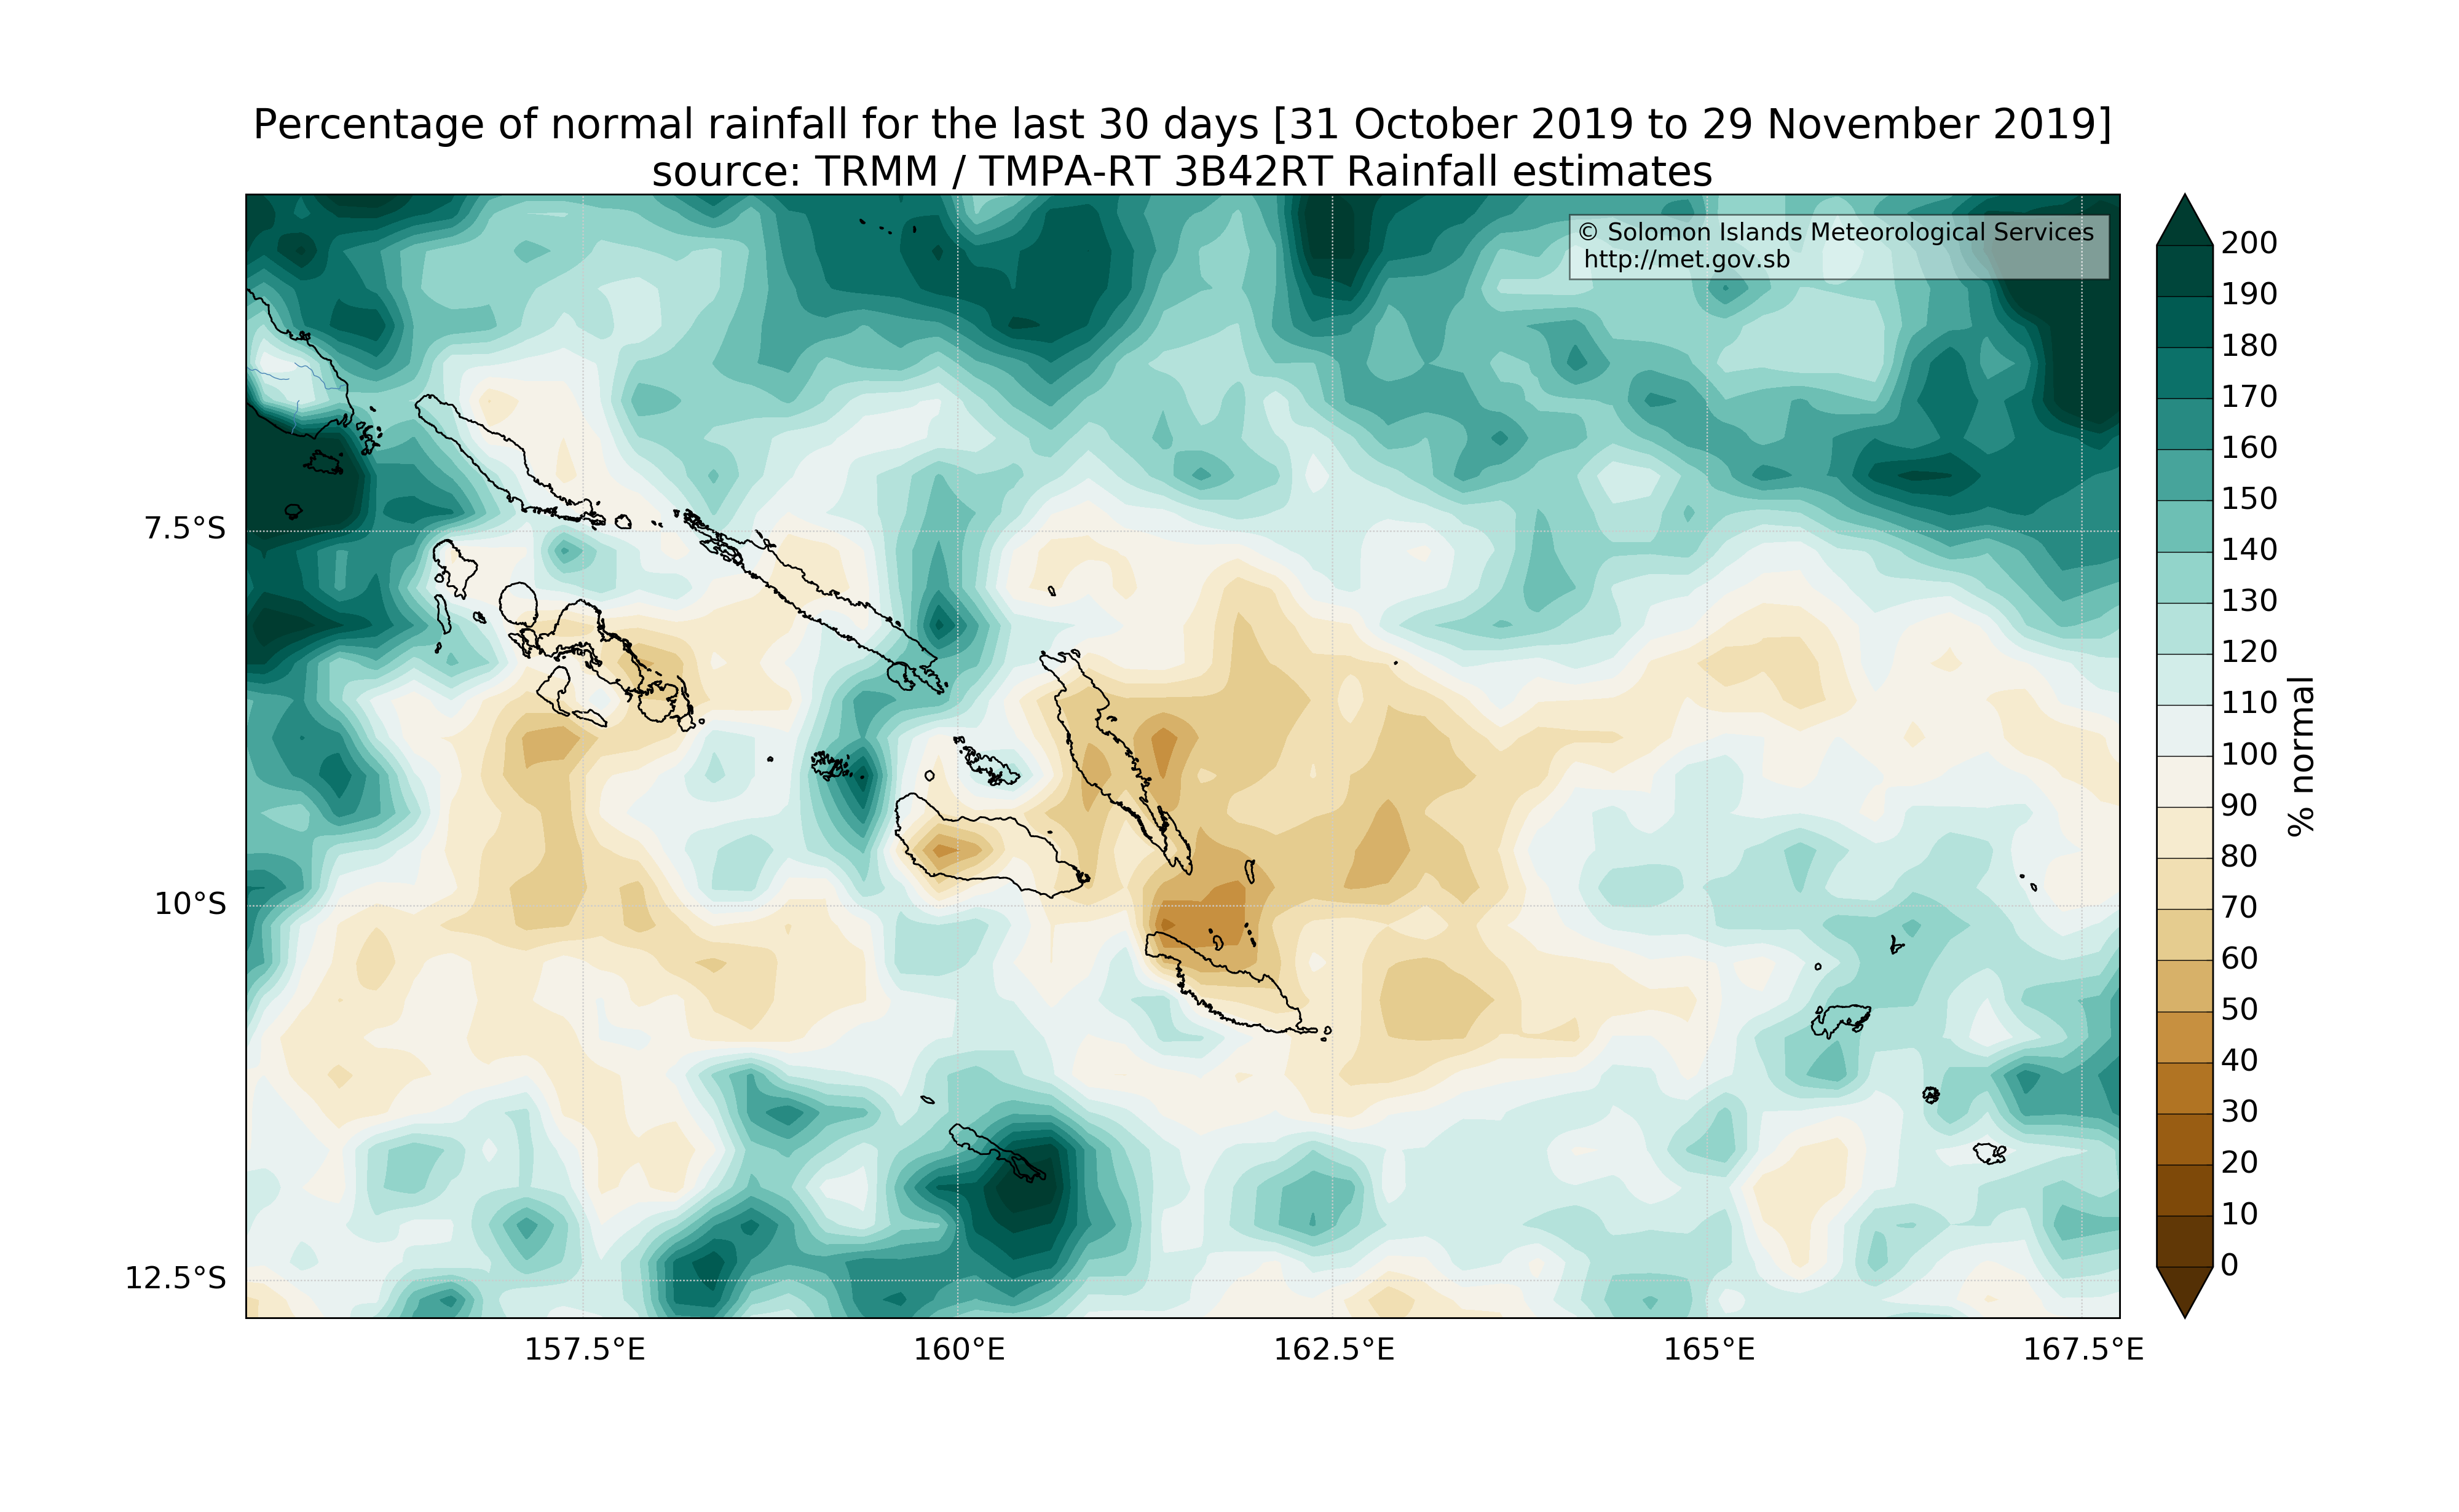 Percentage of normal rainfall for the last 30 days [31 October 2019 to 29 November 2019]
source: TRMM / TMPA-RT 3B42RT Rainfall estimates
© Solomon Islands Meteorological Services
http://met.gov.sb
7.5°S
10°S
12.5°S
157.5°E
160°E
162.5°E
165°E
167.5°E
200
190
180
170
160
150
140
130
120
110
100
90
80
70
60
50
40
30
20
10
0
% normal